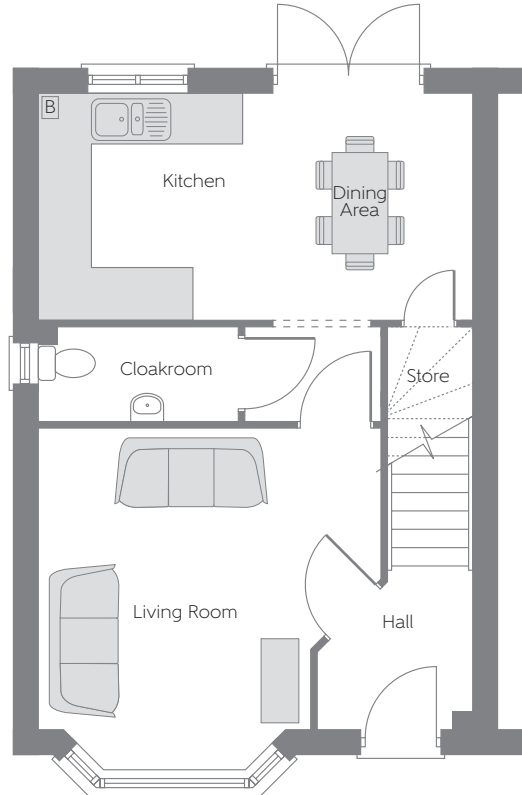 B
Kitchen
Dining
Area
Cloakroom
Store
Living Room
Hall